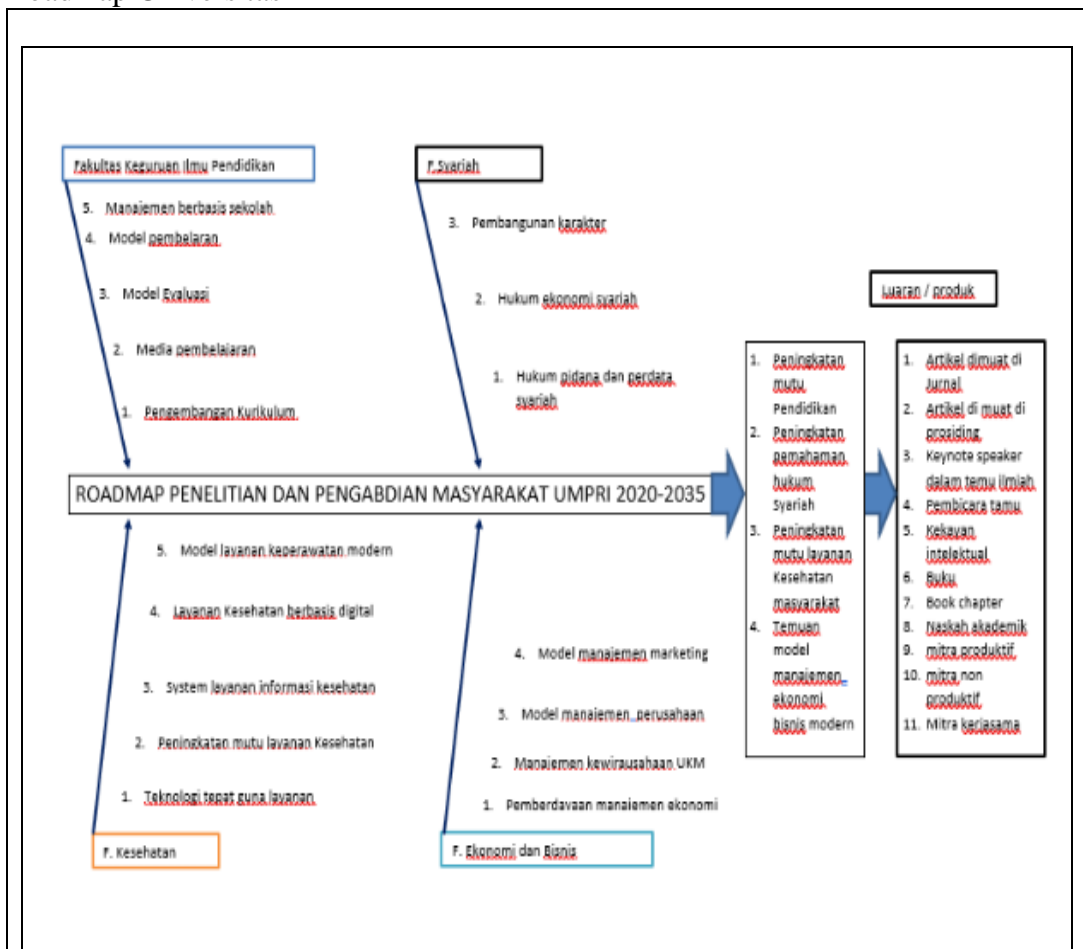 Fakultas Keguruan Ilmu Pendidikan
5. Manajemen berbasis sekolah
4. Model pembelaran
3. Model Evaluasi
2. Media pembelajaran
1. Pengembangan Kurikulum
F.Syariah
3. Pembangunan karakter
2. Hukum ekonomi syariah
1. Hukum pidana dan perdata
syariah
ROADMAP PENELITIAN DAN PENGABDIAN MASYARAKAT UMPRI 2020-2035
5. Model layanan keperawatan modern
4. Layanan Kesehatan berbasis digital
3. System layanan informasi kesehatan
2. Peningkatan mutu layanan Kesehatan
1. Teknologi tepat guna layanan
F. Kesehatan
4. Model manajemen marketing
3. Model manajemen perusahaan
2. Manajemen kewirausahaan UKM
1. Pemberdayaan manajemen ekonomi
F. Ekonomi dan Bisnis
1. Peningkatan
mutu
Pendidikan
2. Peningkatan
pemahaman
hukum
Syariah
3. Peningkatan
mutu layanan
Kesehatan
masyarakat
4. Temuan
model
manajemen
ekonomi
bisnis modern
Luaran / produk
1. Artikel dimuat di
Jurnal
2. Artikel di muat di
prosiding
3. Keynote speaker
dalam temu ilmiah
4. Pembicara tamu
5. Kekayan
intelektual
6. Buku
7. Book chapter
8. Naskah akademik
9. mitra produktif
10. mitra non
produktif
11. Mitra kerjasama